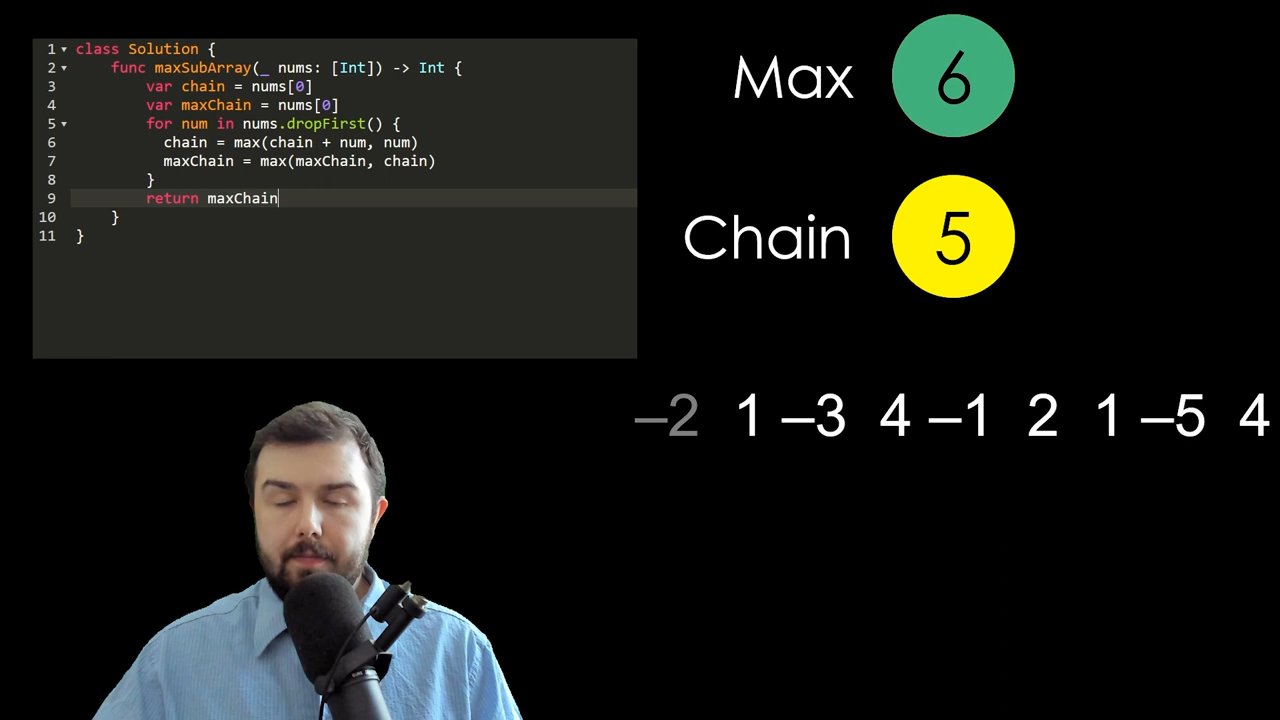 1 class Solution {
2 func maxSubArray(_ nums: [Int]) -> Int {
3 var chain = nums[0]
4 var maxChain = nums[0]
5 for num in nums.dropFirst() {
6 chain = max(chain + num, num)
7 maxChain = max(maxChain, chain)
8 }
9 return maxChain
10 }
11 }
Max 6
Chain 5
–2 1 –3 4 –1 2 1 –5 4